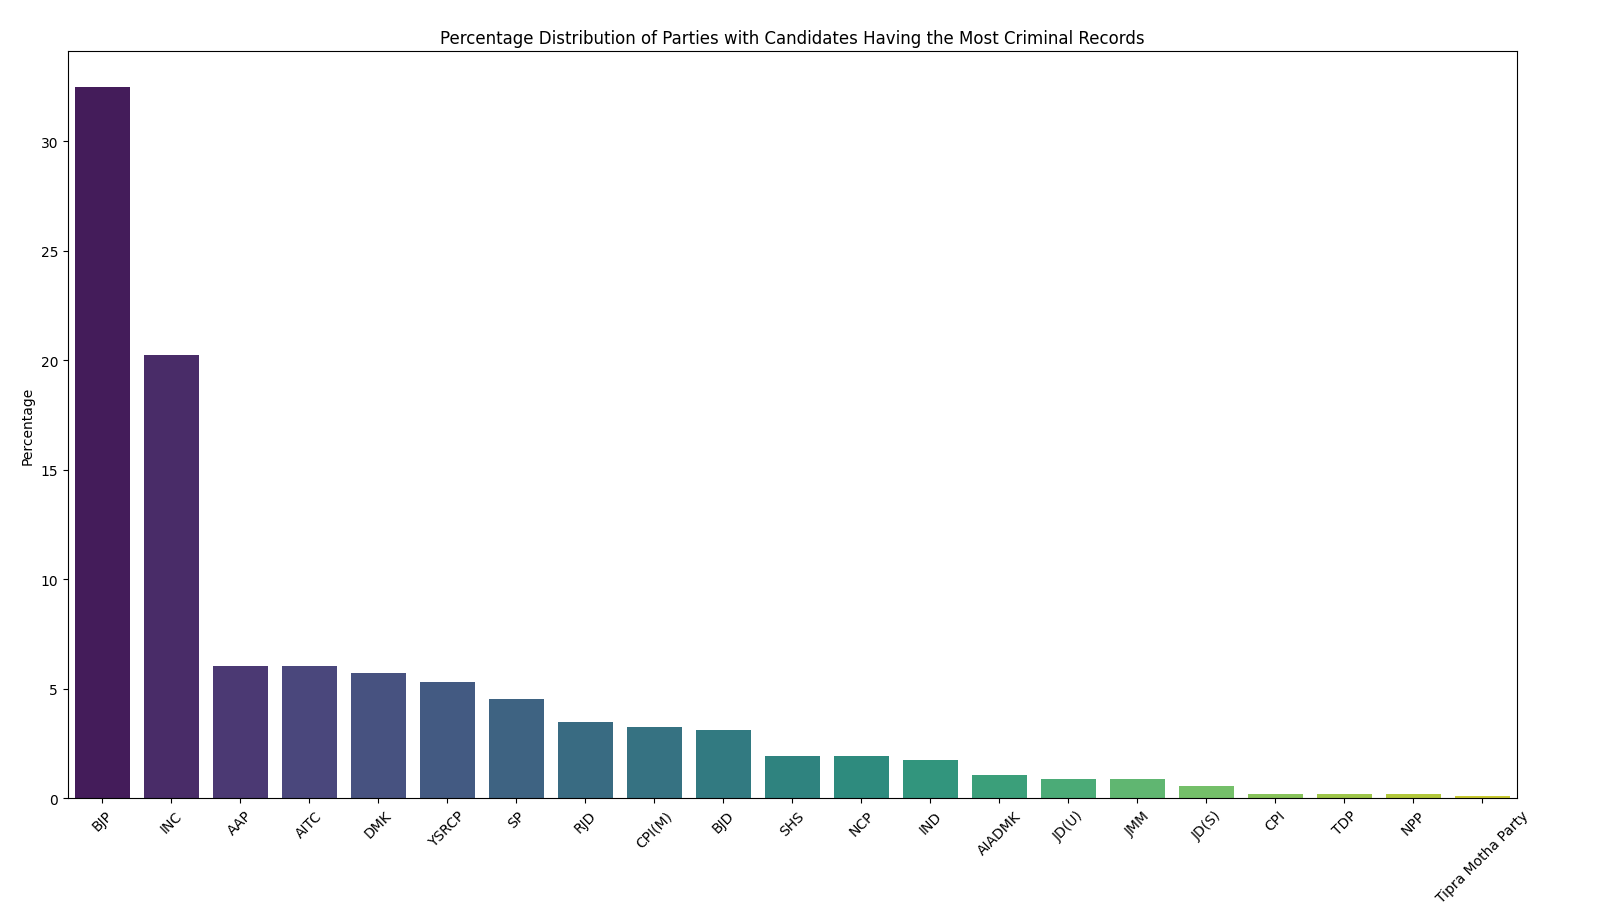 Percentage Distribution of Parties with Candidates Having the Most Criminal Records
Percentage
30
25
20
15
10
5
0
BJP
INC
AAP
AITC
DMK
YSRCP
SP
RJD
CPI(M)
BJD
SHS
NCP
IND
AIADMK
JD(U)
JMM
JD(S)
CPI
TDP
NPP
Tipra Motha Party